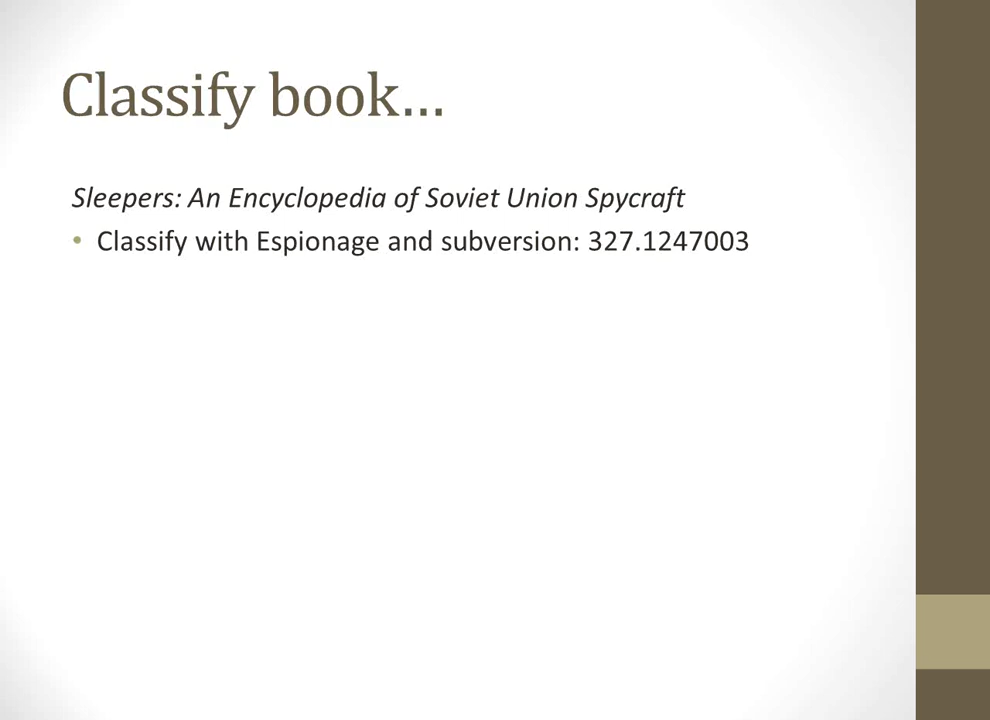 Classify book…
Sleepers: An Encyclopedia of Soviet Union Spycraft
• Classify with Espionage and subversion: 327.1247003